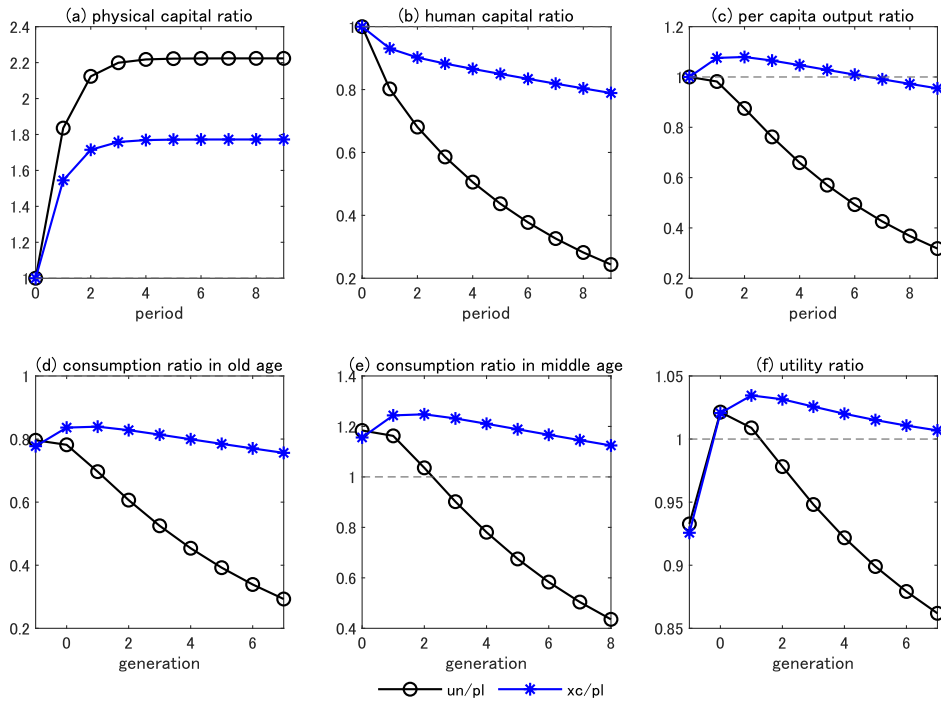 (a) physical capital ratio
2.4
2.2
2
1.8
1.6
1.4
1.2
1
0 2 4 6 8
period
(b) human capital ratio
1
0.8
0.6
0.4
0.2
0 2 4 6 8
period
(c) per capita output ratio
1.2
1
0.8
0.6
0.4
0.2
0 2 4 6 8
period
(d) consumption ratio in old age
1
0.8
0.6
0.4
0.2
0 2 4 6
generation
(e) consumption ratio in middle age
1.4
1.2
1
0.8
0.6
0.4
0 2 4 6 8
generation
(f) utility ratio
1.05
1
0.95
0.9
0.85
0 2 4 6
generation
un/pl xc/pl